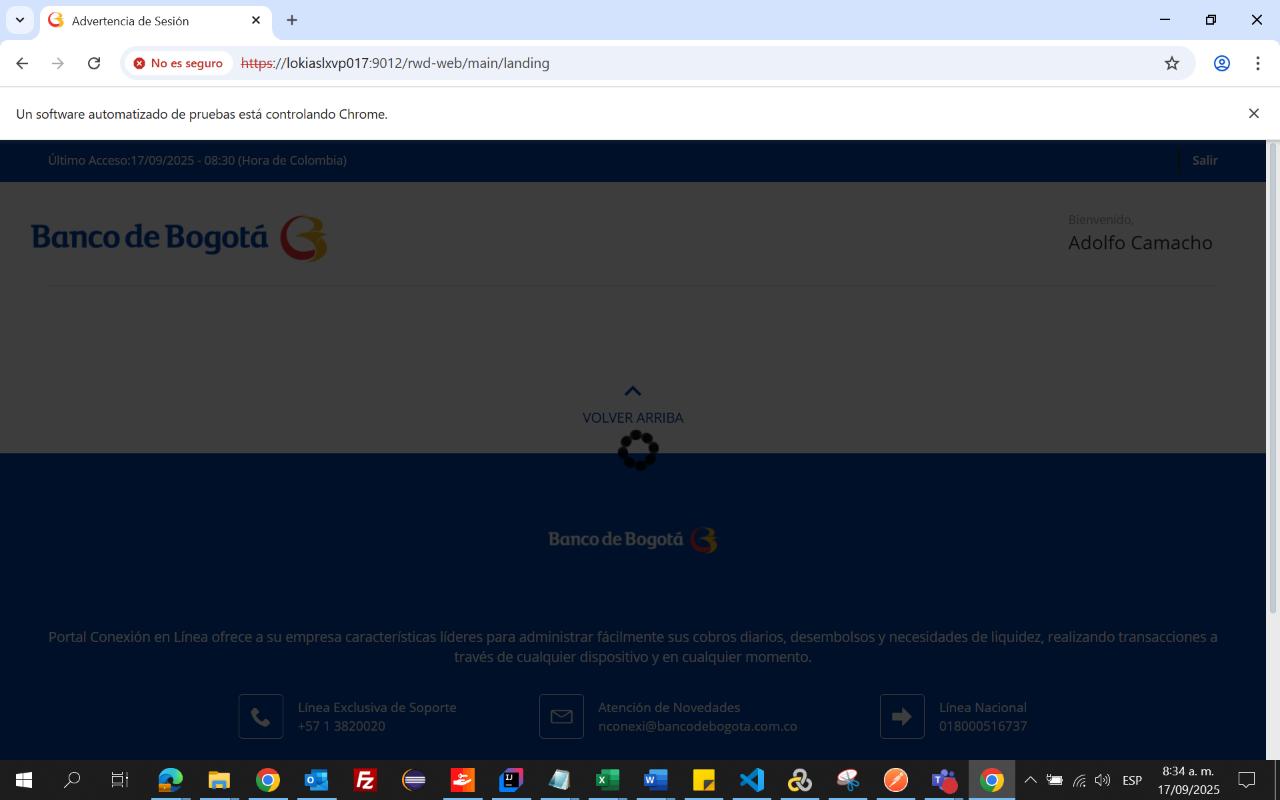 Advertencia de Sesión
No es seguro
https://lokiaslxvp017:9012/rwd-web/main/landing
Un software automatizado de pruebas está controlando Chrome.
Último Acceso:17/09/2025 - 08:30 (Hora de Colombia)
Salir
Banco de Bogotá
Bienvenido,
Adolfo Camacho
VOLVER ARRIBA
Banco de Bogotá
Portal Conexión en Línea ofrece a su empresa características líderes para administrar fácilmente sus cobros diarios, desembolsos y necesidades de liquidez, realizando transacciones a
través de cualquier dispositivo y en cualquier momento.
Línea Exclusiva de Soporte
+57 1 3820020
Atención de Novedades
nconexi@bancodebogota.com.co
Línea Nacional
018000516737
ESP
8:34 a. m.
17/09/2025